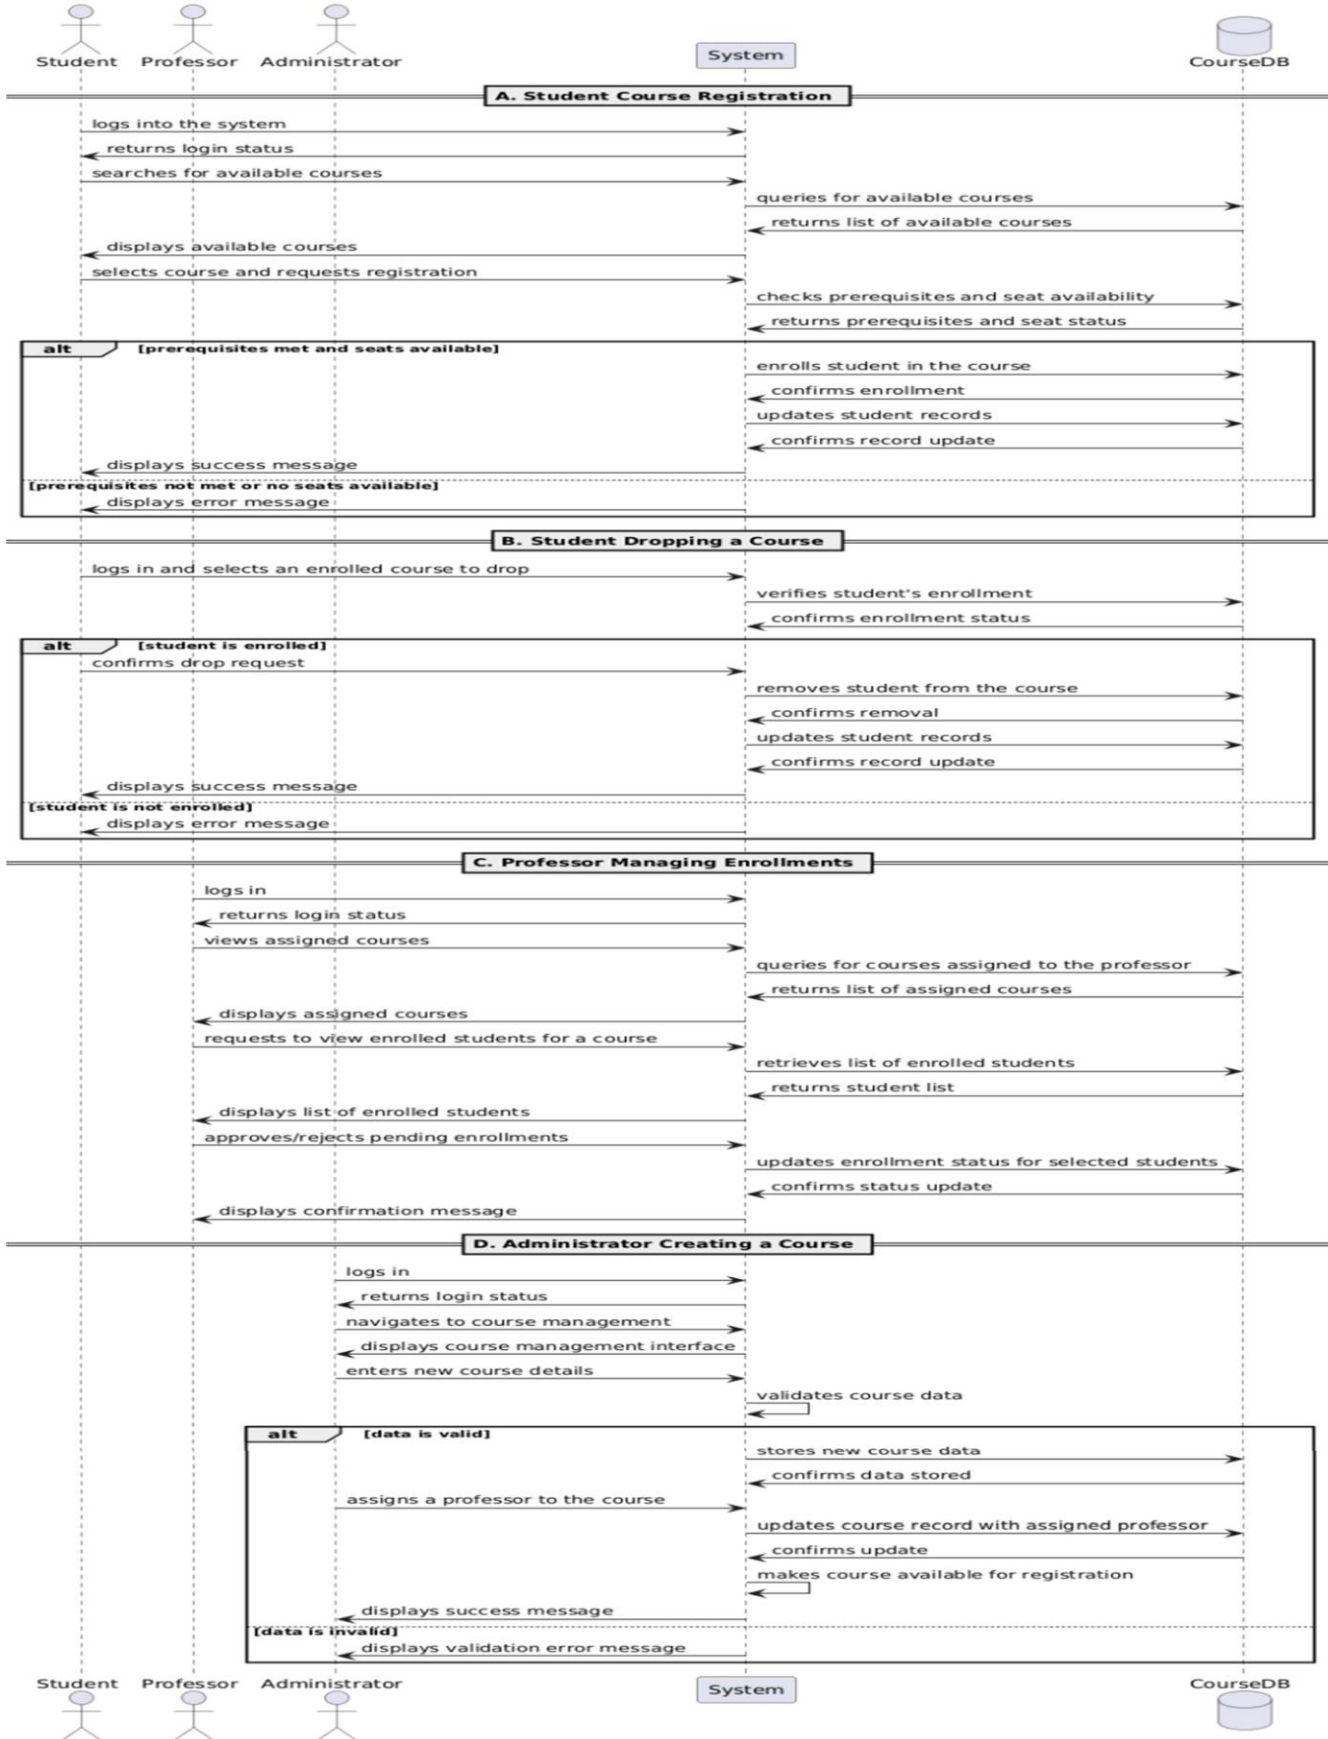 Student Professor Administrator System CourseDB
A. Student Course Registration
logs into the system
returns login status
searches for available courses
queries for available courses
returns list of available courses
displays available courses
selects course and requests registration
checks prerequisites and seat availability
returns prerequisites and seat status
alt [prerequisites met and seats available]
enrolls student in the course
confirms enrollment
updates student records
confirms record update
displays success message
[prerequisites not met or no seats available]
displays error message
B. Student Dropping a Course
logs in and selects an enrolled course to drop
verifies student's enrollment
confirms enrollment status
alt [student is enrolled]
confirms drop request
removes student from the course
confirms removal
updates student records
confirms record update
displays success message
[student is not enrolled]
displays error message
C. Professor Managing Enrollments
logs in
returns login status
views assigned courses
queries for courses assigned to the professor
returns list of assigned courses
displays assigned courses
requests to view enrolled students for a course
retrieves list of enrolled students
returns student list
displays list of enrolled students
approves/rejects pending enrollments
updates enrollment status for selected students
confirms status update
displays confirmation message
D. Administrator Creating a Course
logs in
returns login status
navigates to course management
displays course management interface
enters new course details
validates course data
alt [data is valid]
stores new course data
confirms data stored
assigns a professor to the course
updates course record with assigned professor
confirms update
makes course available for registration
displays success message
[data is invalid]
displays validation error message
Student Professor Administrator System CourseDB